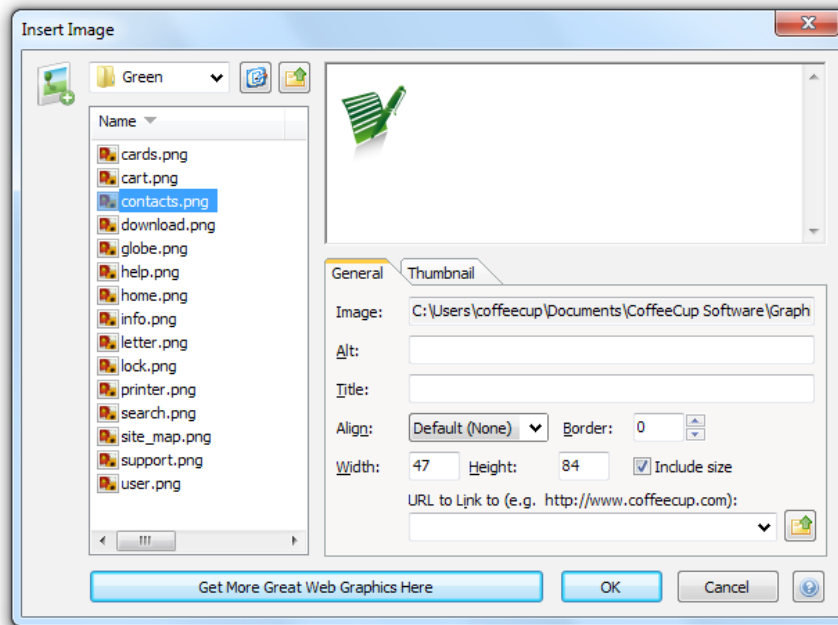 Insert Image
Green
Name
cards.png
cart.png
contacts.png
download.png
globe.png
help.png
home.png
info.png
letter.png
lock.png
printer.png
search.png
site_map.png
support.png
user.png
General
Thumbnail
Image: C:\Users\coffeecup\Documents\CoffeeCup Software\Graph
Alt:
Title:
Align: Default (None) Border: 0
Width: 47 Height: 84 Include size
URL to Link to (e.g. http://www.coffeecup.com):
Get More Great Web Graphics Here
OK
Cancel